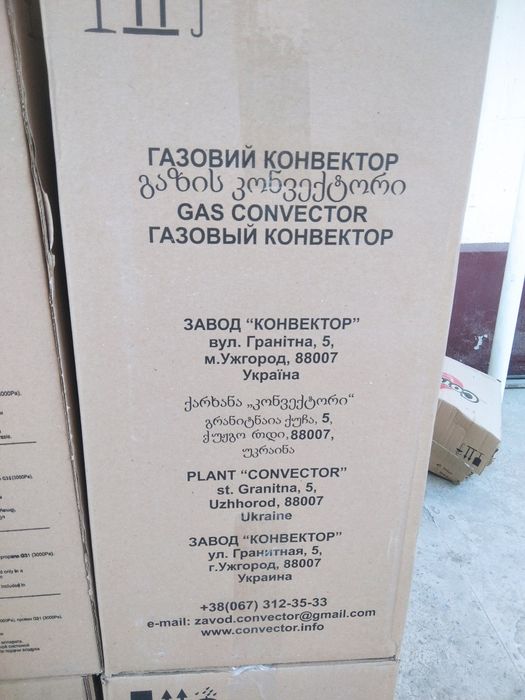 ГАЗОВИЙ КОНВЕКТОР
გაზის კონვექტორი
GAS CONVECTOR
ГАЗОВЫЙ КОНВЕКТОР
ЗАВОД “КОНВЕКТОР”
вул. Гранітна, 5,
м.Ужгород, 88007
Україна
ქარხანა „კონვექტორი“
გრანიტნაია ქუჩა, 5,
ქ უჟგო როდი, 88007,
უკრაინა
PLANT “CONVECTOR”
st. Granitna, 5,
Uzhhorod, 88007
Ukraine
ЗАВОД “КОНВЕКТОР”
ул. Гранитная, 5,
г.Ужгород, 88007
Украина
+38(067) 312-35-33
e-mail: zavod.convector@gmail.com
www.convector.info